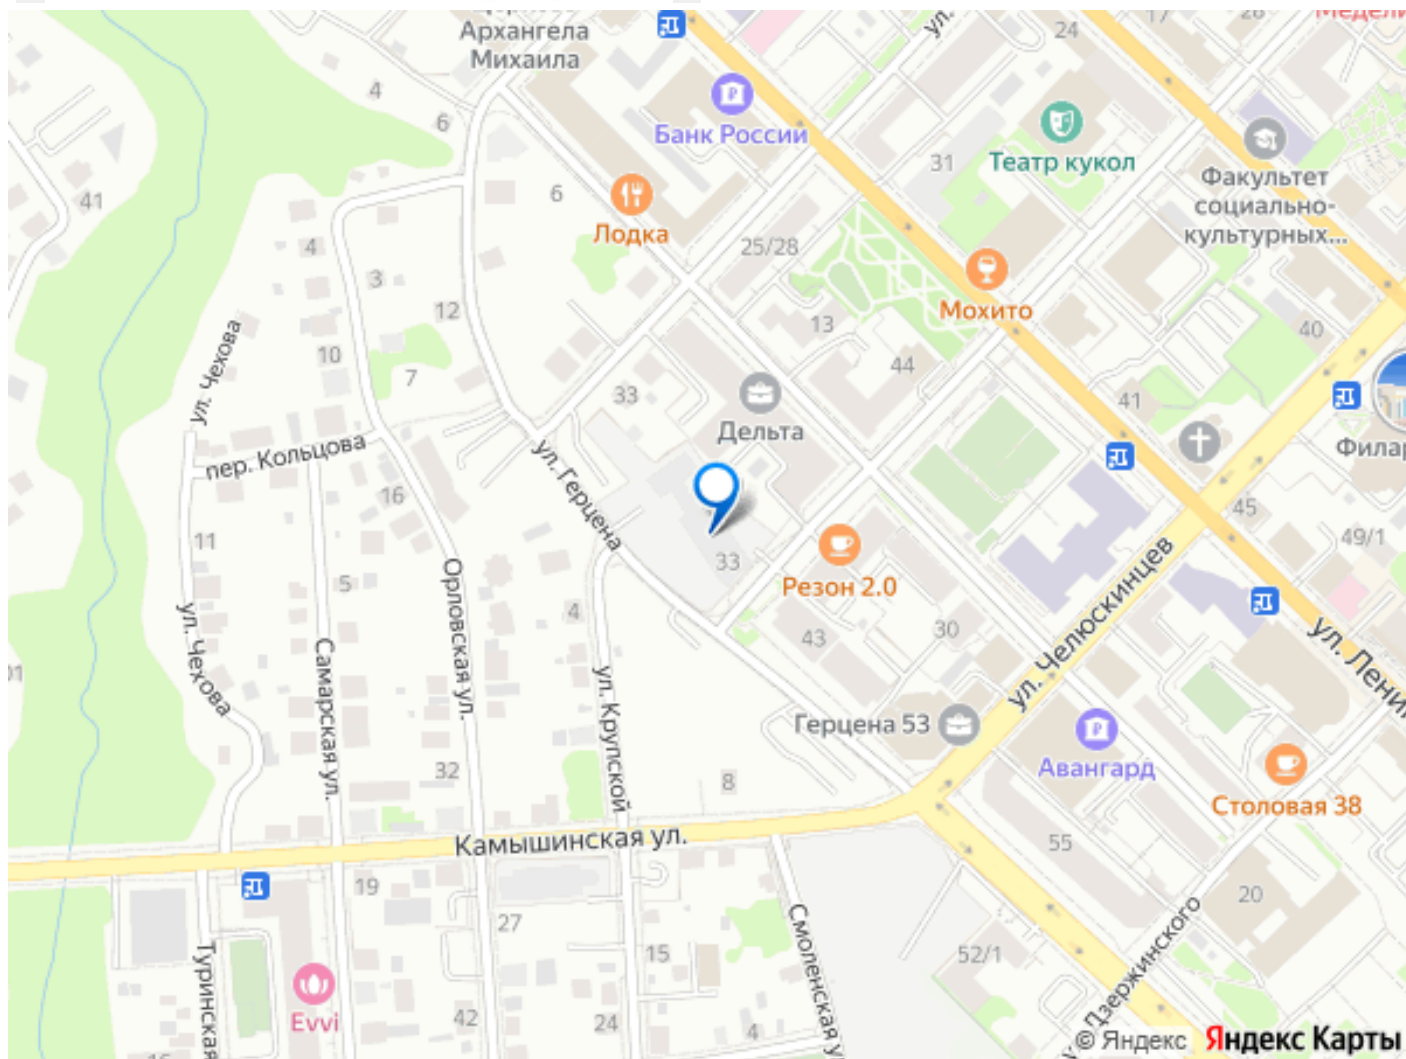 Архангела
Михаила
ул.
24
17
28
4
6
Банк России
Театр кукол
31
Факультет
социально-
культурных...
41
6
Лодка
25/28
4
3
12
Мохито
13
40
ул. Чехова
10
7
44
33
41
Дельта
Филар
пер. Кольцова
ул. Герцена
16
45
49/1
11
33
Резон 2.0
5
4
ул. Челюскинцев
Орловская ул.
43
30
ул. Чехова
Самарская ул.
ул. Крупской
ул. Ленин
Герцена 53
Авангард
32
8
Столовая 38
Камышинская ул.
55
19
20
27
Смоленская у
Дзержинского
Туринская
15
52/1
Evvi
42
24
© Яндекс
Яндекс Карты